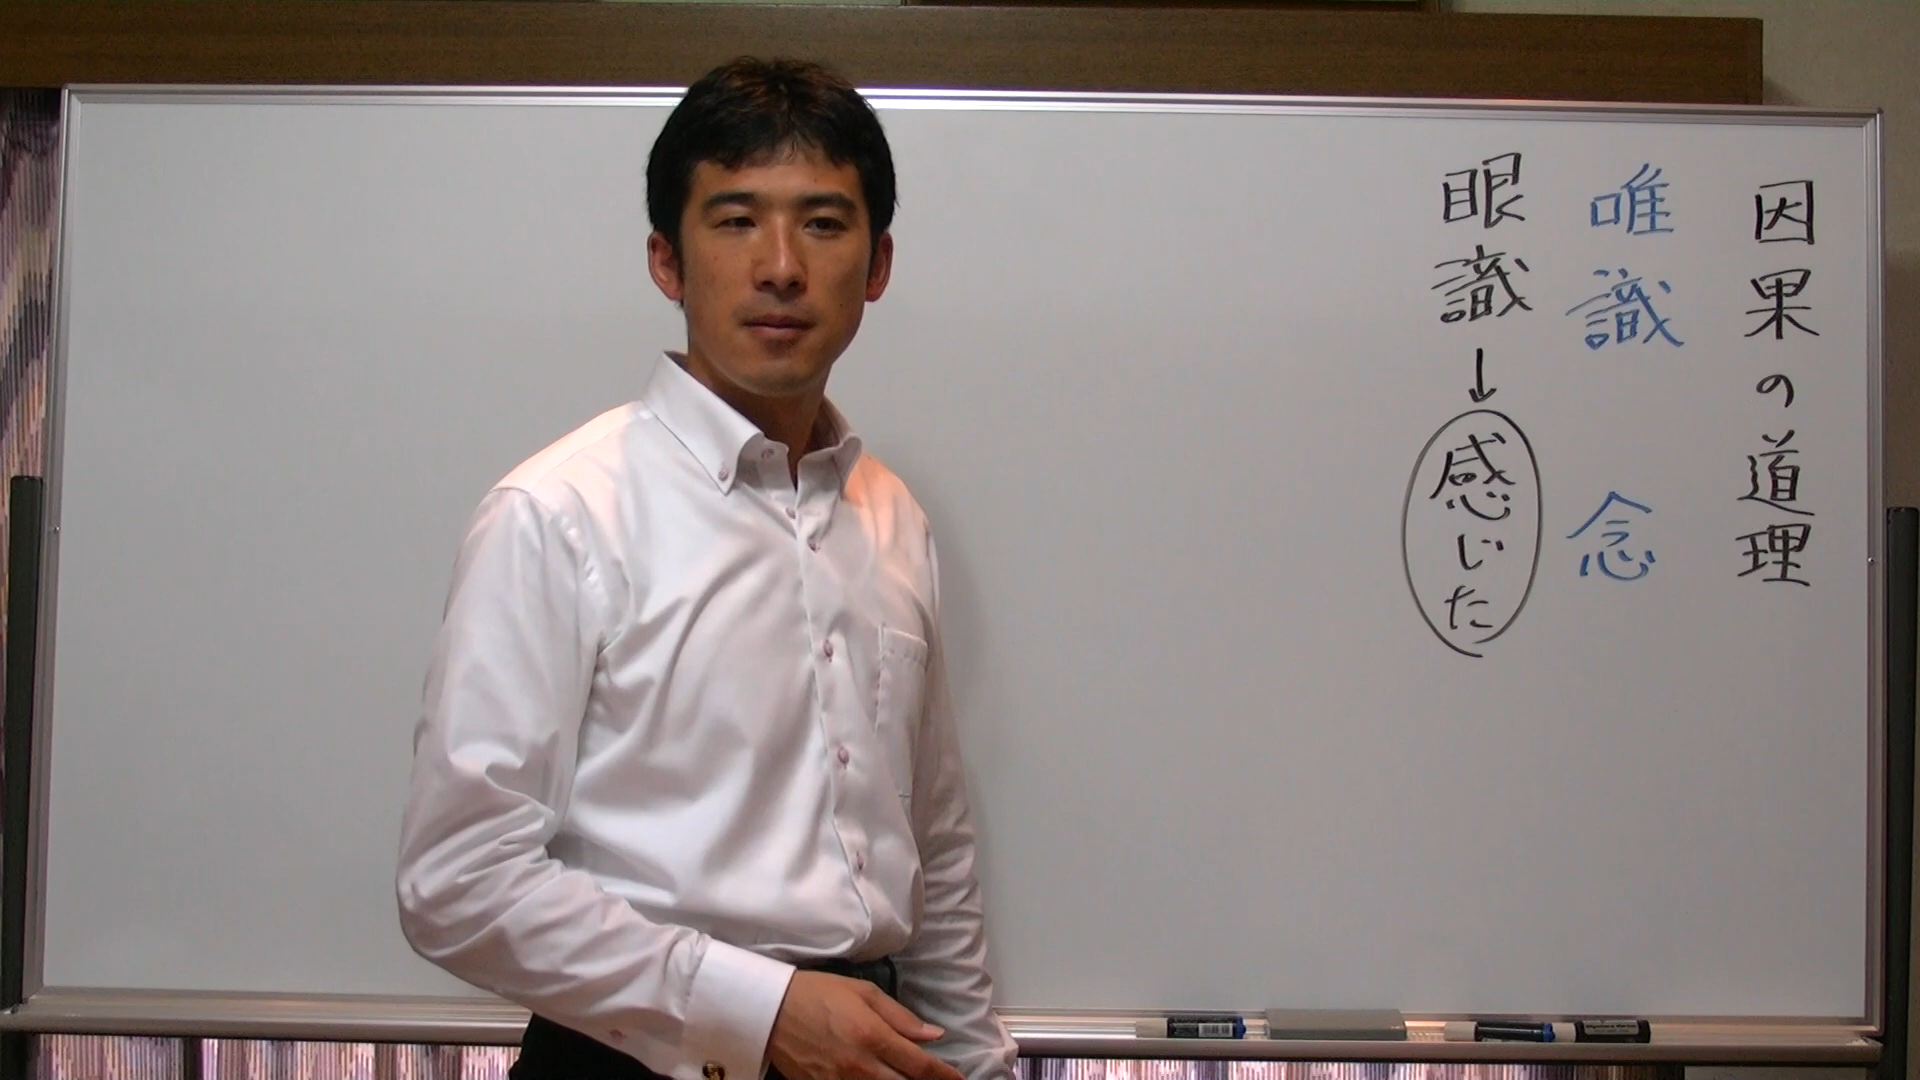 因果の道理
唯識 念
眼識→感じた